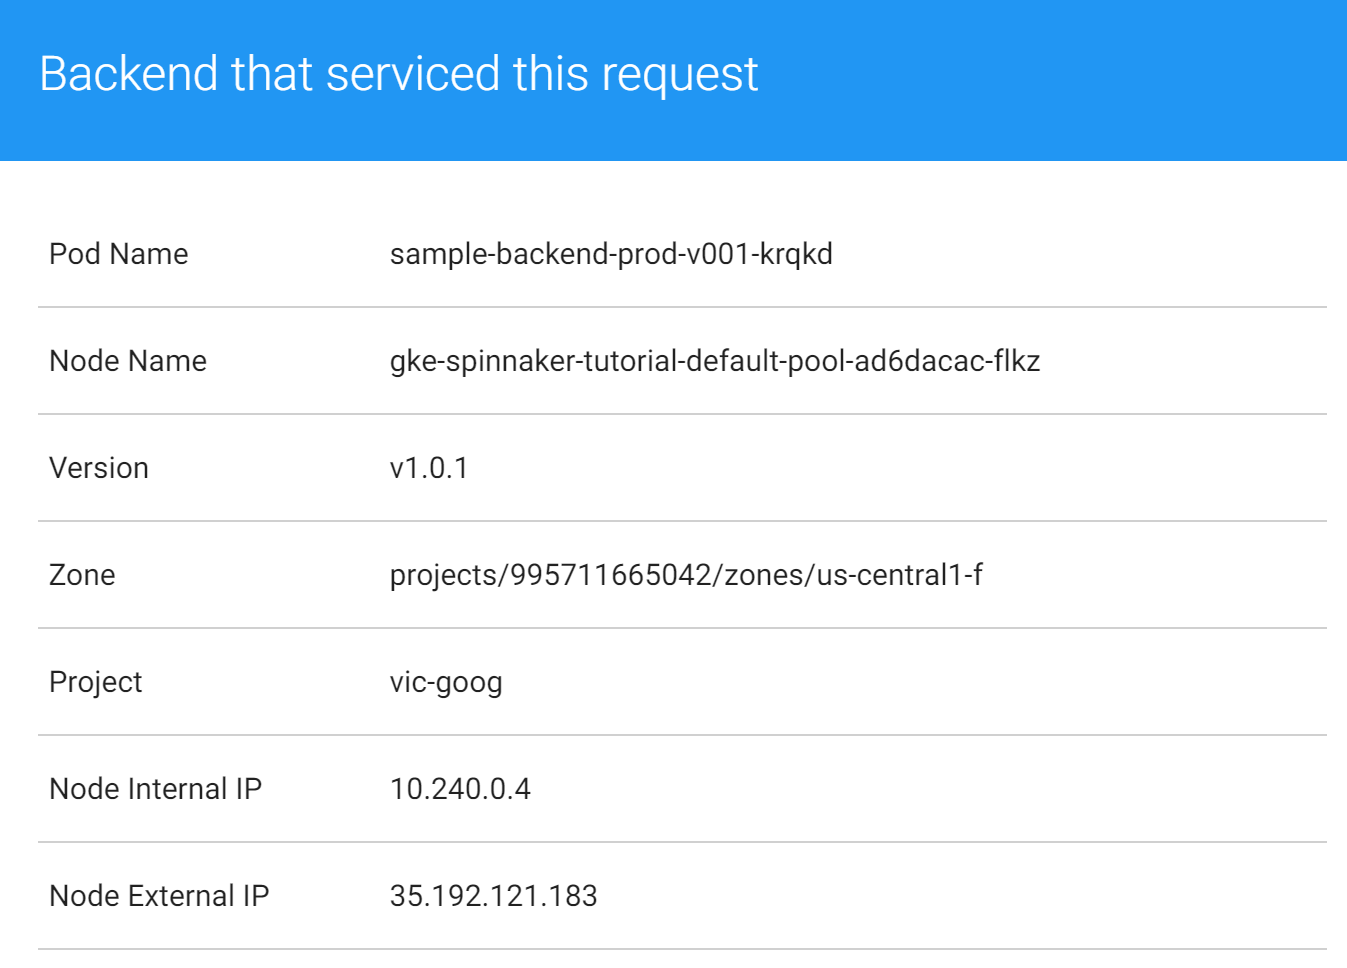 Backend that serviced this request
Pod Name sample-backend-prod-v001-krqkd
Node Name gke-spinnaker-tutorial-default-pool-ad6dacac-flkz
Version v1.0.1
Zone projects/995711665042/zones/us-central1-f
Project vic-goog
Node Internal IP 10.240.0.4
Node External IP 35.192.121.183